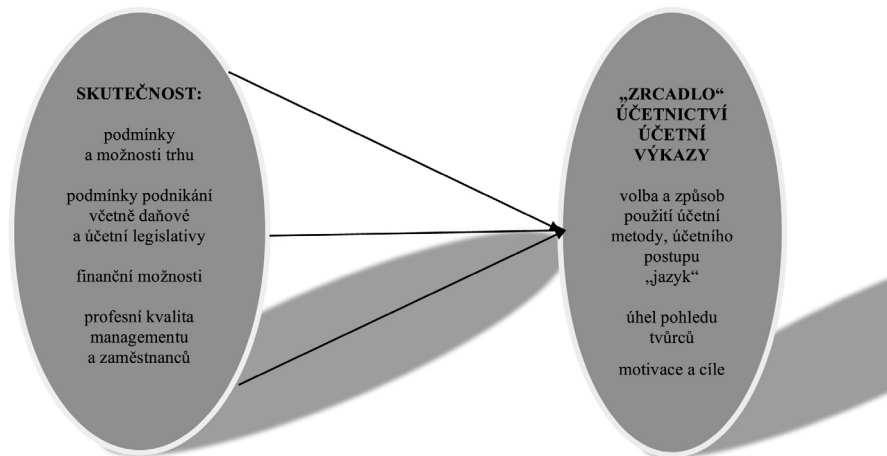 SKUTEČNOST:
podmínky
a možnosti trhu
podmínky podnikání
včetně daňové
a účetní legislativy
finanční možnosti
profesní kvalita
managementu
a zaměstnanců
„ZRCADLO“
ÚČETNICTVÍ
ÚČETNÍ
VÝKAZY
volba a způsob
použití účetní
metody, účetního
postupu
„jazyk“
úhel pohledu
tvůrců
motivace a cíle